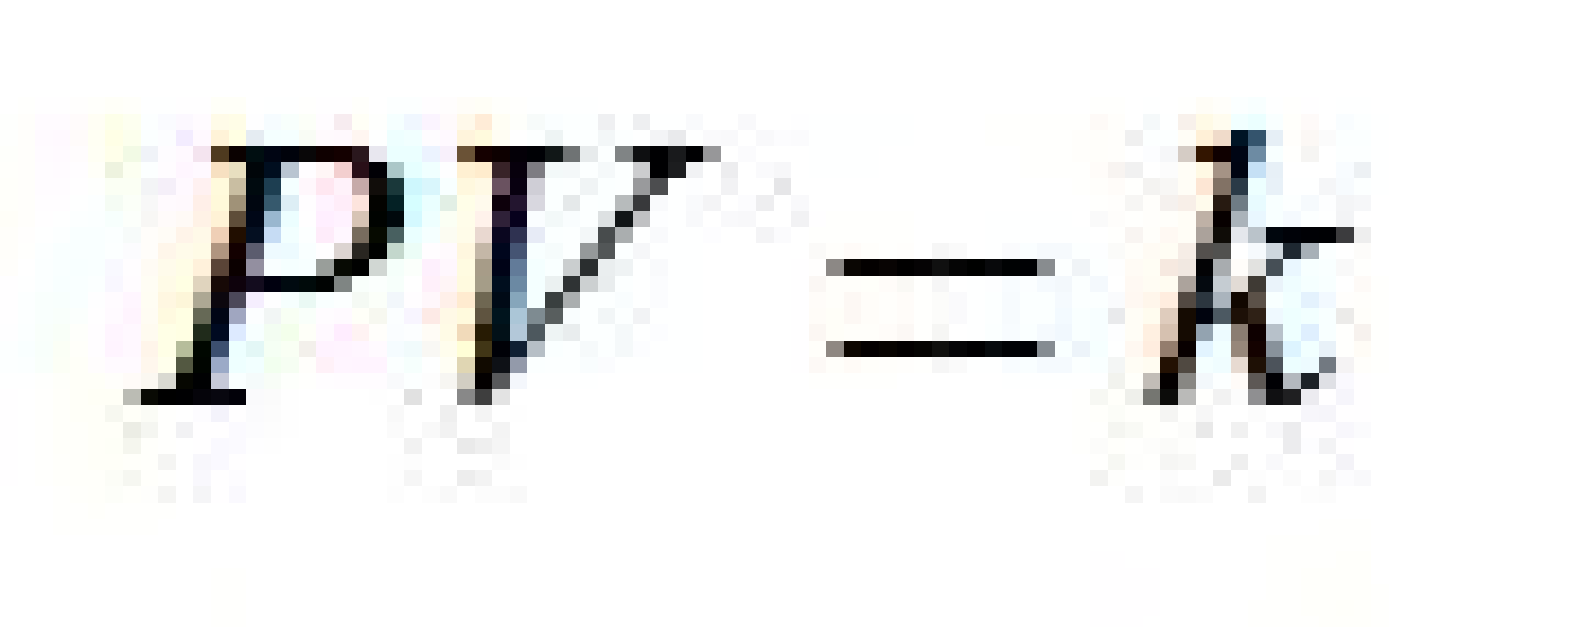 PV = k